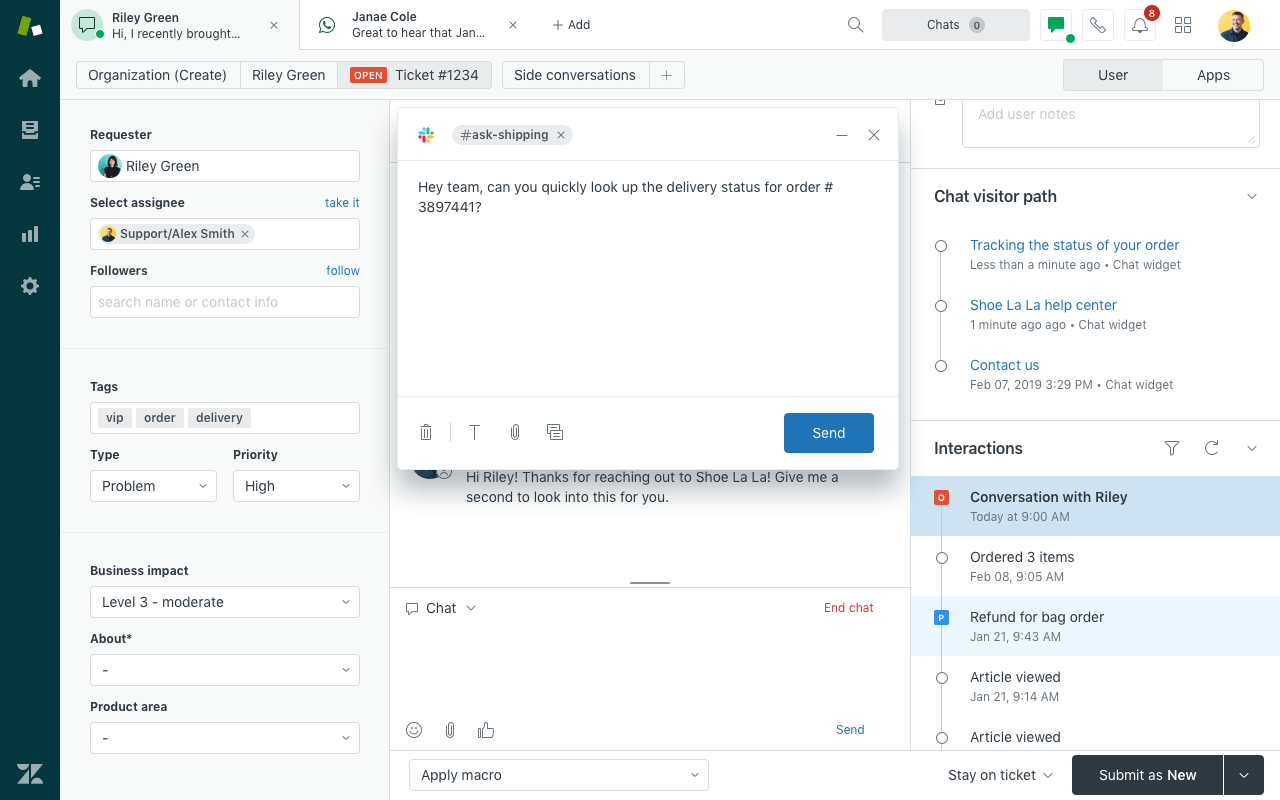 Riley Green
Hi, I recently brought...
Janae Cole
Great to hear that Jan...
+ Add
Chats 0
8
Organization (Create)
Riley Green
OPEN Ticket #1234
Side conversations
+
User
Apps
Requester
Riley Green
Select assignee
take it
Support/Alex Smith ×
Followers
follow
search name or contact info
Tags
vip order delivery
Type
Priority
Problem
High
Business impact
Level 3 - moderate
About*
-
Product area
-
#ask-shipping ×
Hey team, can you quickly look up the delivery status for order #
3897441?
Send
Hi Riley! Thanks for reaching out to Shoe La La! Give me a
second to look into this for you.
Chat
End chat
Send
Apply macro
Stay on ticket
Submit as New
Add user notes
Chat visitor path
Tracking the status of your order
Less than a minute ago • Chat widget
Shoe La La help center
1 minute ago ago • Chat widget
Contact us
Feb 07, 2019 3:29 PM • Chat widget
Interactions
O
Conversation with Riley
Today at 9:00 AM
Ordered 3 items
Feb 08, 9:05 AM
P
Refund for bag order
Jan 21, 9:43 AM
Article viewed
Jan 21, 9:14 AM
Article viewed